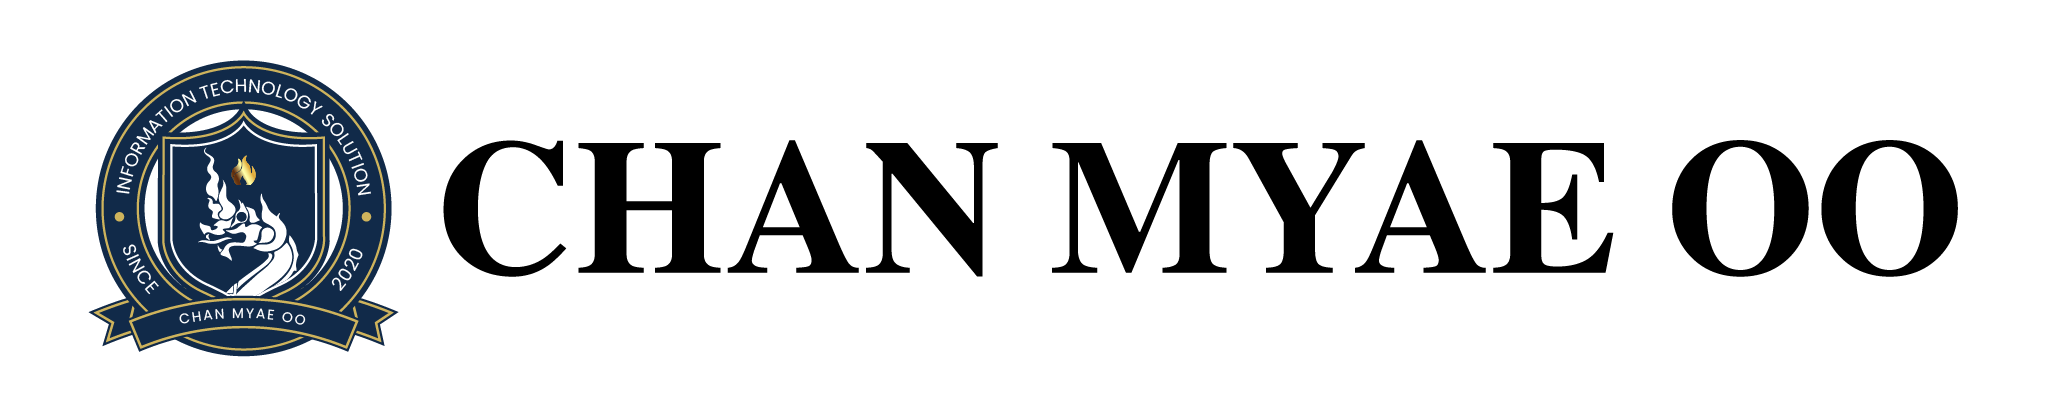 INFORMATION TECHNOLOGY SOLUTION
SINCE 2020
CHAN MYAE OO
CHAN MYAE OO